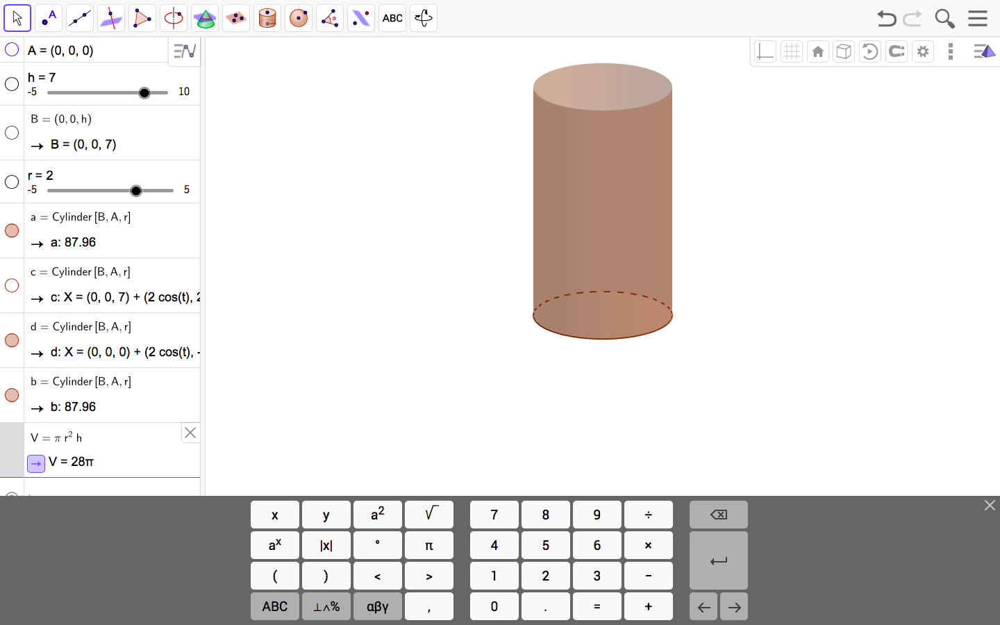 A
α
ABC
A = (0, 0, 0)
h = 7
-5 10
B = (0, 0, h)
→ B = (0, 0, 7)
r = 2
-5 5
a = Cylinder [B, A, r]
→ a: 87.96
c = Cylinder [B, A, r]
→ c: X = (0, 0, 7) + (2 cos(t), 2
d = Cylinder [B, A, r]
→ d: X = (0, 0, 0) + (2 cos(t), -
b = Cylinder [B, A, r]
→ b: 87.96
V = π r² h
→ V = 28π
x y a² √ 7 8 9 ÷
aˣ |x| ° π 4 5 6 ×
( ) < > 1 2 3 −
ABC ⊥∧% αβγ , 0 . = + ← →